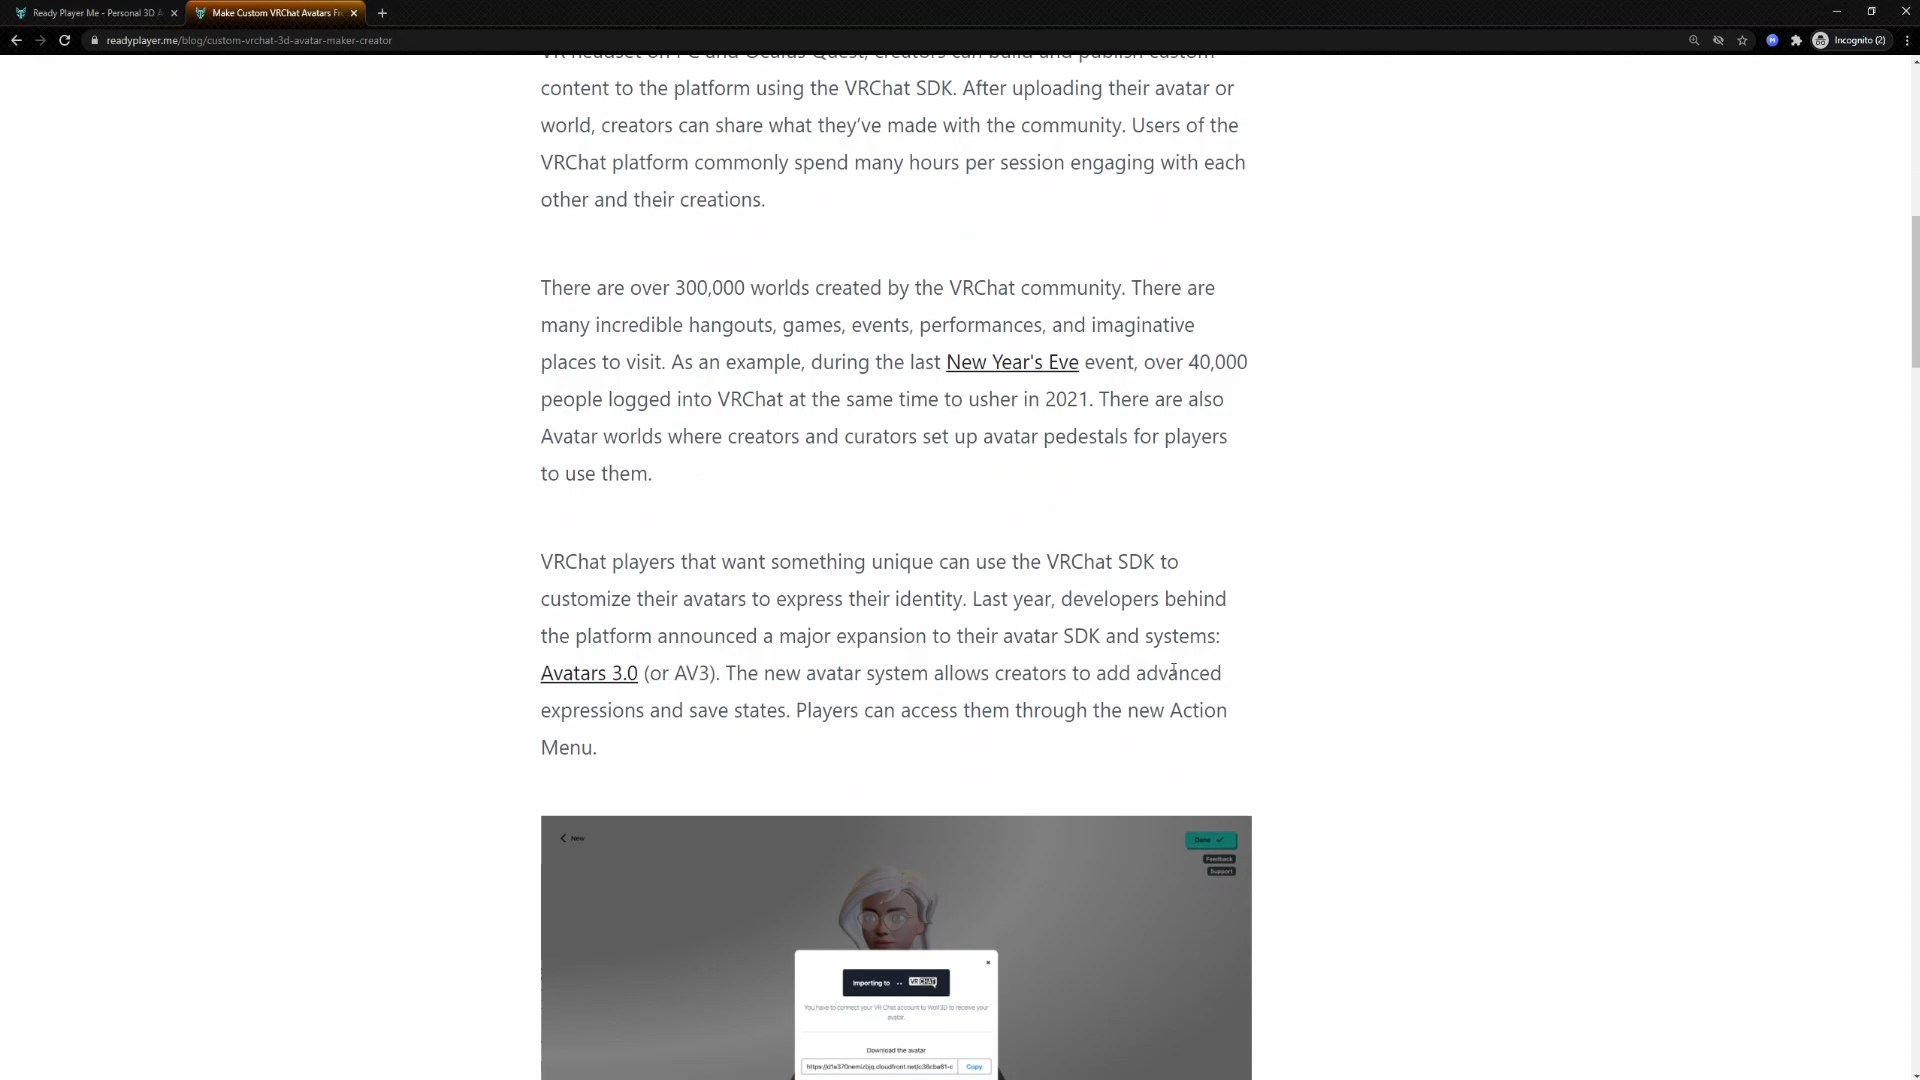 Ready Player Me - Personal 3D A
Make Custom VRChat Avatars Fr
readyplayer.me/blog/custom-vrchat-3d-avatar-maker-creator
Incognito (2)
VR headset on PC and Oculus Quest, creators can build and publish custom
content to the platform using the VRChat SDK. After uploading their avatar or
world, creators can share what they’ve made with the community. Users of the
VRChat platform commonly spend many hours per session engaging with each
other and their creations.
There are over 300,000 worlds created by the VRChat community. There are
many incredible hangouts, games, events, performances, and imaginative
places to visit. As an example, during the last New Year's Eve event, over 40,000
people logged into VRChat at the same time to usher in 2021. There are also
Avatar worlds where creators and curators set up avatar pedestals for players
to use them.
VRChat players that want something unique can use the VRChat SDK to
customize their avatars to express their identity. Last year, developers behind
the platform announced a major expansion to their avatar SDK and systems:
Avatars 3.0 (or AV3). The new avatar system allows creators to add advanced
expressions and save states. Players can access them through the new Action
Menu.
New
Done
Feedback
Support
Importing to VRCHAT
You have to connect your VR Chat account to Wolf3D to receive your
avatar.
Download the avatar
Copy